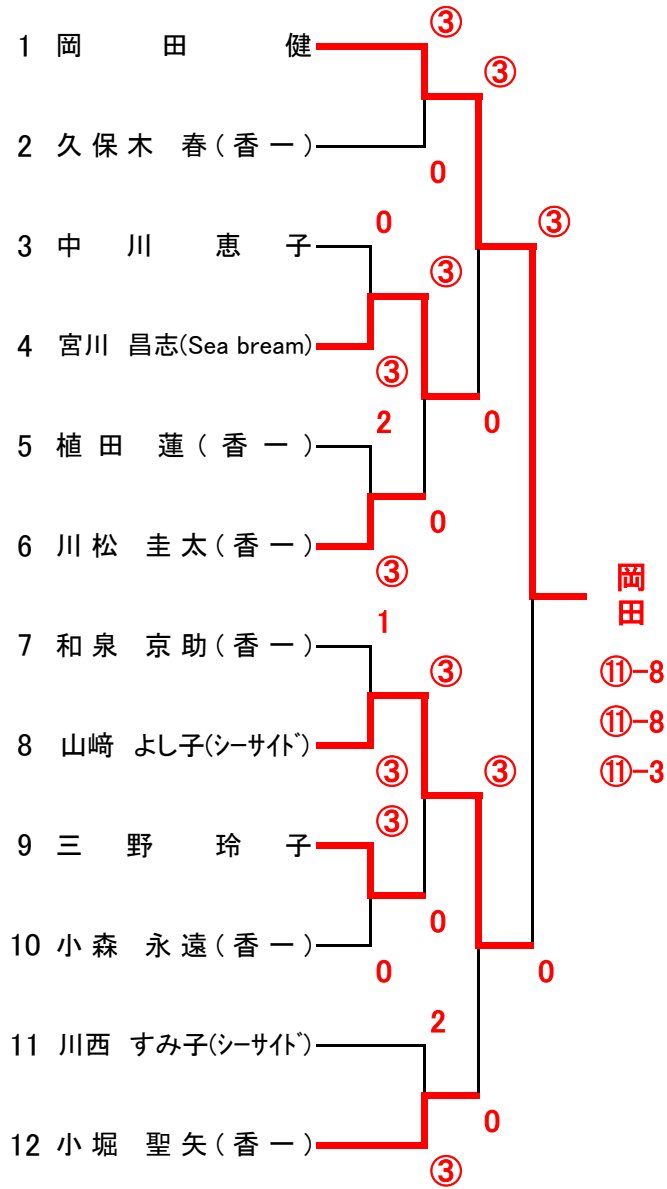 ③
1 岡田 健
③
2 久保木 春(香一)
0
0
③
3 中川 恵子
③
4 宮川 昌志(Sea bream)
③
2
0
5 植田 蓮(香一)
0
6 川松 圭太(香一)
③
岡田
1
7 和泉 京助(香一)
③
⑪-8
⑪-8
8 山﨑 よし子(シーサイド)
③
③
⑪-3
③
9 三野 玲子
0
10 小森 永遠(香一)
0
0
2
11 川西 すみ子(シーサイド)
0
12 小堀 聖矢(香一)
③